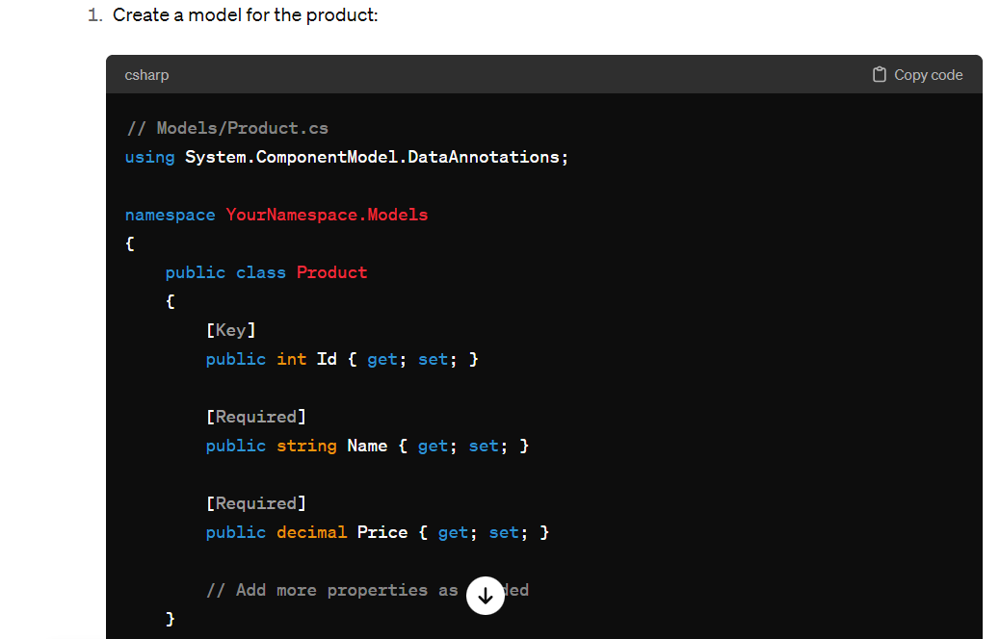 1. Create a model for the product:
csharp Copy code
// Models/Product.cs
using System.ComponentModel.DataAnnotations;
namespace YourNamespace.Models
{
public class Product
{
[Key]
public int Id { get; set; }
[Required]
public string Name { get; set; }
[Required]
public decimal Price { get; set; }
// Add more properties as
}